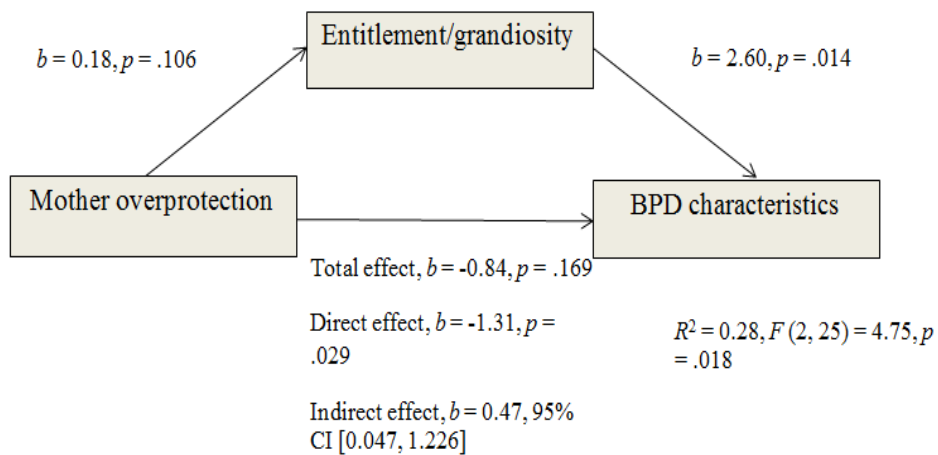 Entitlement/grandiosity
b = 0.18, p = .106
b = 2.60, p = .014
Mother overprotection
BPD characteristics
Total effect, b = -0.84, p = .169
Direct effect, b = -1.31, p =
.029
Indirect effect, b = 0.47, 95%
CI [0.047, 1.226]
R² = 0.28, F (2, 25) = 4.75, p
= .018